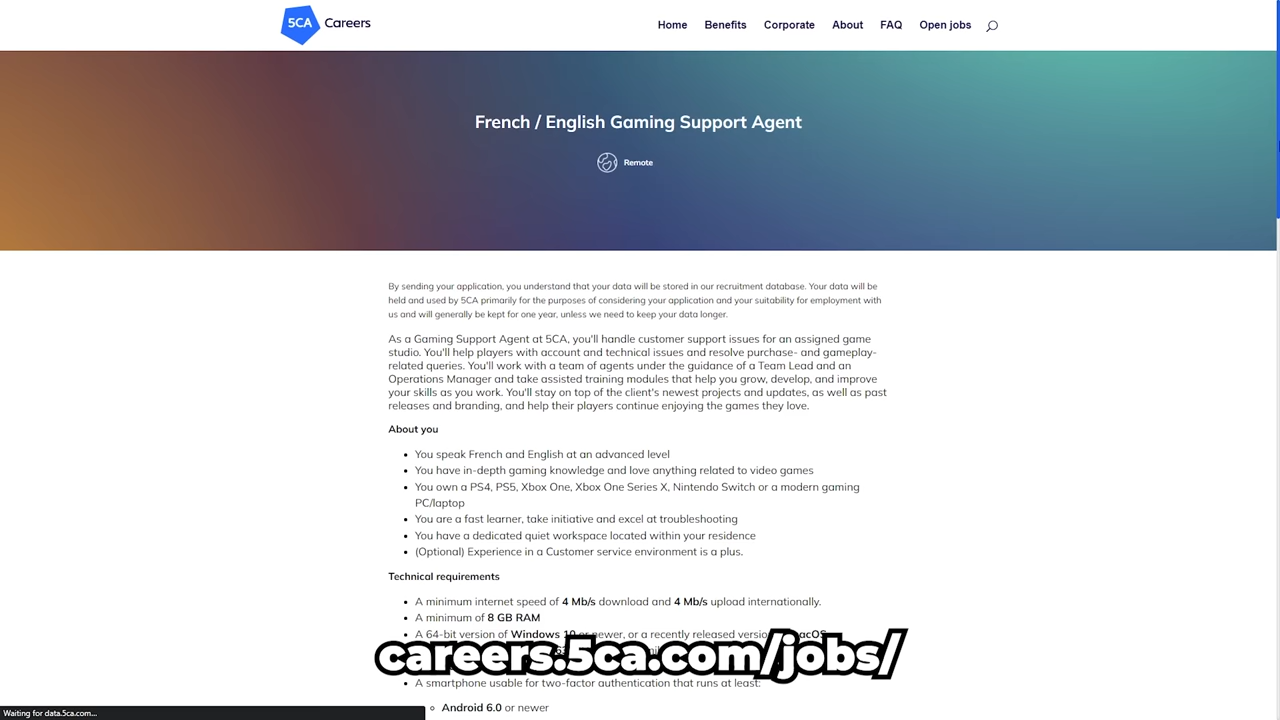 5CA Careers
Home Benefits Corporate About FAQ Open jobs
French / English Gaming Support Agent
Remote
By sending your application, you understand that your data will be stored in our recruitment database. Your data will be
held and used by 5CA primarily for the purposes of considering your application and your suitability for employment with
us and will generally be kept for one year, unless we need to keep your data longer.
As a Gaming Support Agent at 5CA, you'll handle customer support issues for an assigned game
studio. You'll help players with account and technical issues and resolve purchase- and gameplay-
related queries. You'll work with a team of agents under the guidance of a Team Lead and an
Operations Manager and take assisted training modules that help you grow, develop, and improve
your skills as you work. You'll stay on top of the client's newest projects and updates, as well as past
releases and branding, and help their players continue enjoying the games they love.
About you
• You speak French and English at an advanced level
• You have in-depth gaming knowledge and love anything related to video games
• You own a PS4, PS5, Xbox One, Xbox One Series X, Nintendo Switch or a modern gaming
PC/laptop
• You are a fast learner, take initiative and excel at troubleshooting
• You have a dedicated quiet workspace located within your residence
• (Optional) Experience in a Customer service environment is a plus.
Technical requirements
• A minimum internet speed of 4 Mb/s download and 4 Mb/s upload internationally.
• A minimum of 8 GB RAM
• A 64-bit version of Windows 10 or newer, or a recently released
careers.5ca.com/jobs/
• A smartphone usable for two-factor authentication that runs at least:
Android 6.0 or newer
Waiting for data.5ca.com...